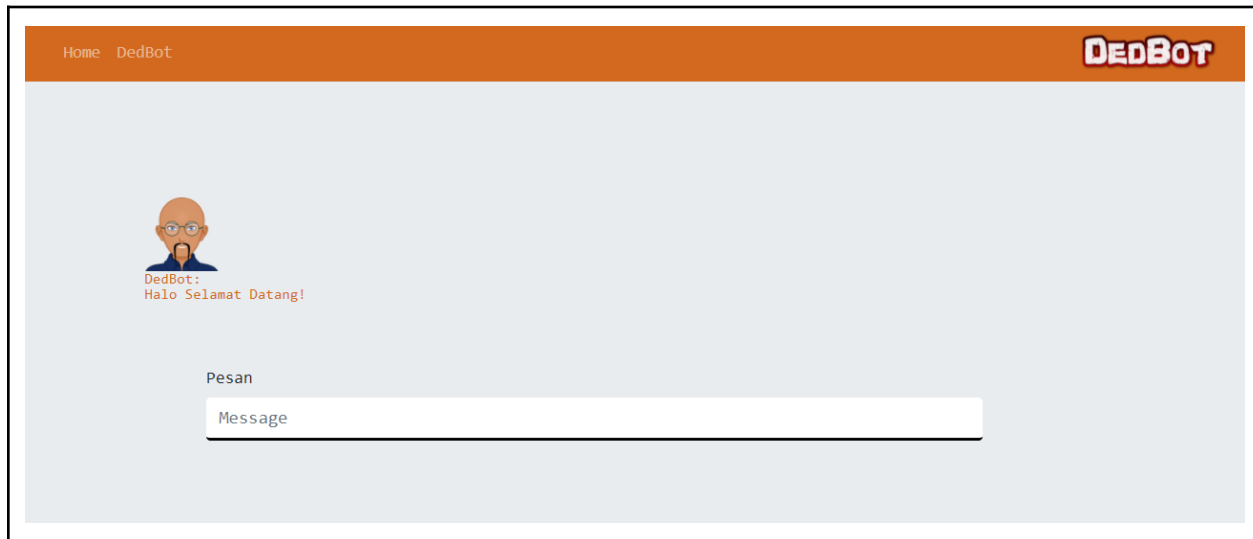 Home DedBot
DEDBOT
DedBot:
Halo Selamat Datang!
Pesan
Message